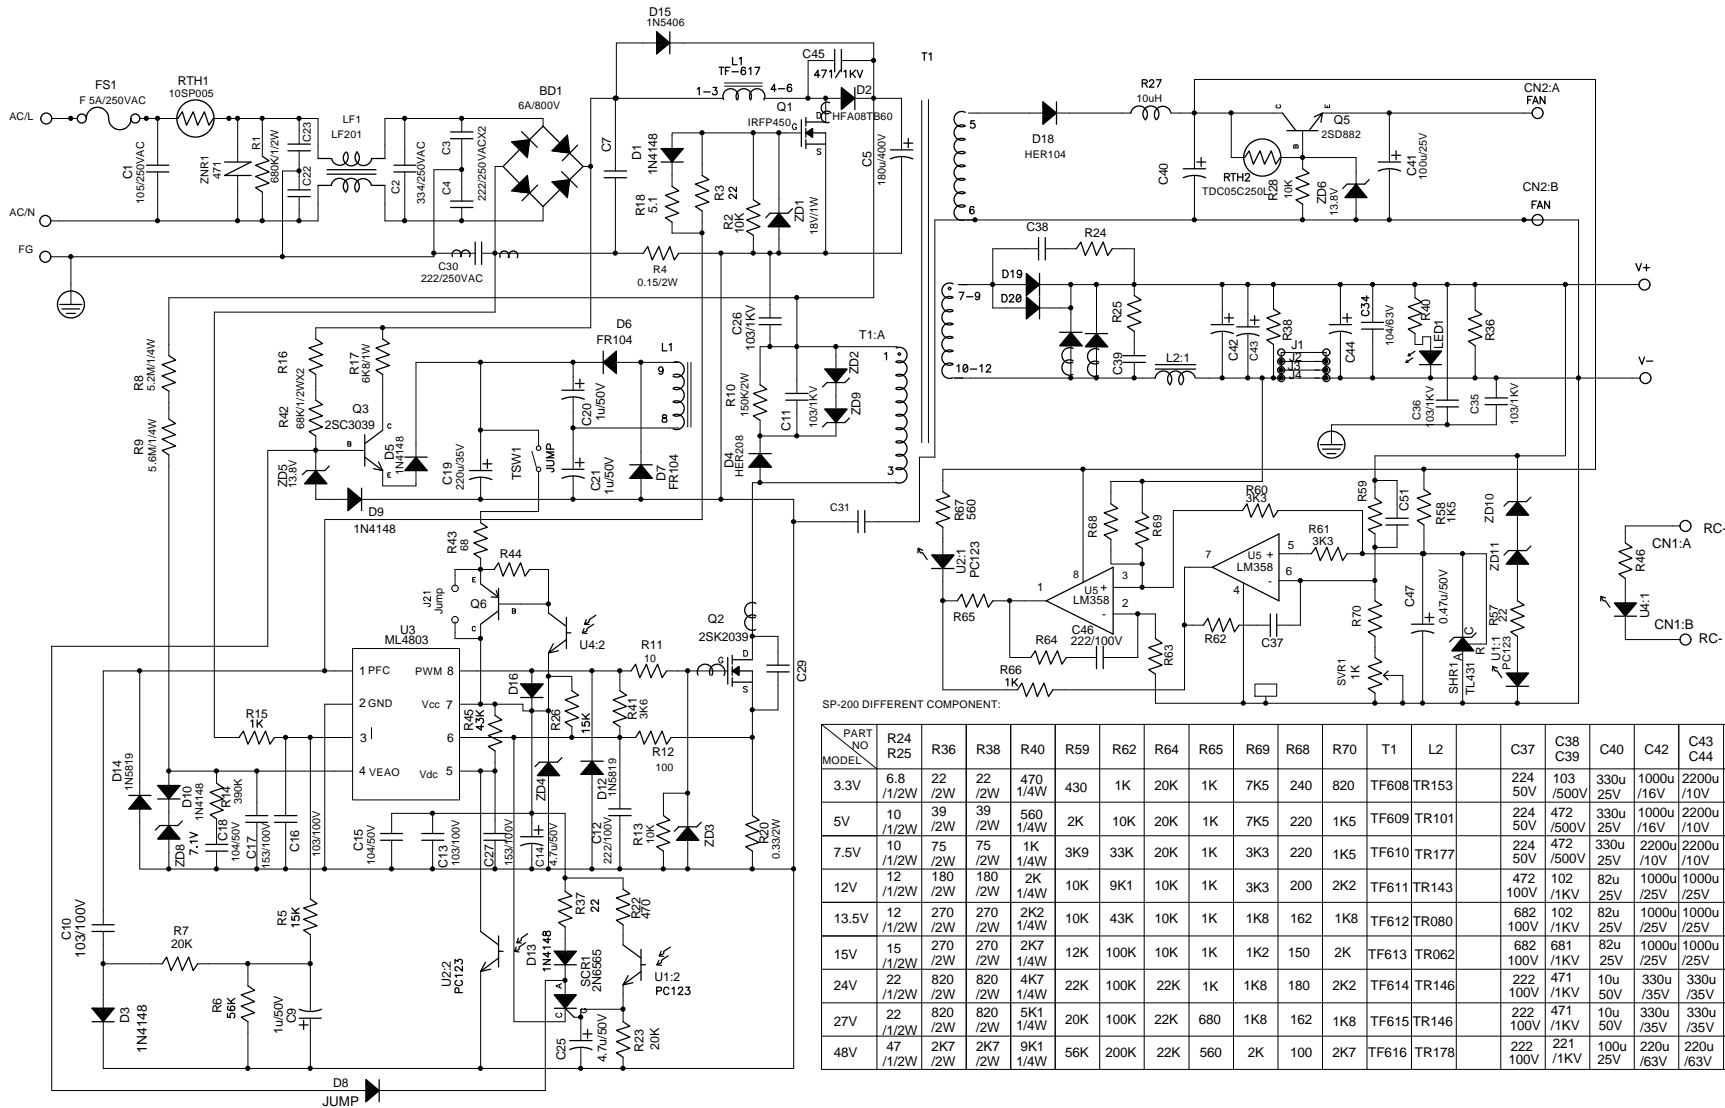 D15
1N5406
C45
471/1KV
T1
L1
TF-617
1-3
4-6
D2
HFA08TB60
FS1
F 5A/250VAC
RTH1
10SP005
LF1
LF201
BD1
6A/800V
Q1
IRFP450
D
G
S
R27
10uH
CN2:A
FAN
AC/L
C1
105/250VAC
ZNR1
471
R1
680K/1/2W
C23
C22
C2
334/250VAC
C3
C4
222/250VACX2
C7
D1
1N4148
R18
5.1
R3
22
R2
10K
ZD1
18V/1W
C5
180u/400V
5
6
D18
HER104
C40
C
E
B
Q5
2SD882
RTH2
TDC05C250L
R28
10K
ZD6
13.8V
C41
100u/25V
CN2:B
FAN
AC/N
FG
C30
222/250VAC
R4
0.15/2W
C38
R24
D19
D20
7-9
10-12
R25
C39
L2:1
C42
C43
R38
J1
J2
J3
J4
C44
C34
104/63V
R40
LED1
R36
V+
V-
C36
103/1KV
C35
103/1KV
R8
5.2M/1/4W
R9
5.6M/1/4W
R16
R42
68K/1/2WX2
R17
6K8/1W
Q3
2SC3039
B
C
E
D5
1N4148
ZD5
13.8V
D9
1N4148
D6
FR104
L1
9
8
C19
220u/35V
C20
1u/50V
C21
1u/50V
TSW1
JUMP
D7
FR104
C26
103/1KV
R10
150K/2W
C11
103/1KV
ZD2
ZD9
T1:A
1
3
D4
HER208
C31
R67
560
U2:1
PC123
R68
R69
R60
3K3
R61
3K3
R59
C51
R58
1K5
ZD10
ZD11
U5
LM358
+
-
8
1
3
2
U5
LM358
+
-
7
5
6
4
R65
R64
C46
222/100V
R63
R62
C37
R66
1K
R70
SVR1
1K
C47
0.47u/50V
SHR1
TL431
A
C
R
R57
22
U1:1
PC123
R46
U4:1
CN1:A
CN1:B
RC-
RC-
R43
68
R44
J21
Jump
Q6
E
B
C
U4:2
U3
ML4803
1 PFC
2 GND
3 I
4 VEAO
PWM 8
Vcc 7
6
Vdc 5
R15
1K
D14
1N5819
D10
1N4148
ZD8
7.1V
R14
390K
C18
104/50V
C17
153/100V
C16
103/100V
D16
R45
43K
R26
15K
ZD4
D12
1N5819
R41
3K6
R11
10
R12
100
Q2
2SK2039
G
D
S
C29
C15
104/50V
C13
103/100V
C27
153/100V
C14
4.7u/50V
C12
222/100V
R13
10K
ZD3
R20
0.33/2W
C10
103/100V
R7
20K
R5
15K
R6
56K
C9
1u/50V
D3
1N4148
U2:2
PC123
R37
22
D13
1N4148
SCR1
2N6565
A
C
G
R22
470
U1:2
PC123
C25
4.7u/50V
R23
20K
D8
JUMP
SP-200 DIFFERENT COMPONENT:
PART NO MODEL R24 R25 R36 R38 R40 R59 R62 R64 R65 R69 R68 R70 T1 L2 C37 C38 C39 C40 C42 C43 C44
3.3V 6.8 /1/2W 22 /2W 22 /2W 470 1/4W 430 1K 20K 1K 7K5 240 820 TF608 TR153 224 50V 103 /500V 330u 25V 1000u /16V 2200u /10V
5V 10 /1/2W 39 /2W 39 /2W 560 1/4W 2K 10K 20K 1K 7K5 220 1K5 TF609 TR101 224 50V 472 /500V 330u 25V 1000u /16V 2200u /10V
7.5V 10 /1/2W 75 /2W 75 /2W 1K 1/4W 3K9 33K 20K 1K 3K3 220 1K5 TF610 TR177 224 50V 472 /500V 330u 25V 2200u /10V 2200u /10V
12V 12 /1/2W 180 /2W 180 /2W 2K 1/4W 10K 9K1 10K 1K 3K3 200 2K2 TF611 TR143 472 100V 102 /1KV 82u 25V 1000u /25V 1000u /25V
13.5V 12 /1/2W 270 /2W 270 /2W 2K2 1/4W 10K 43K 10K 1K 1K8 162 1K8 TF612 TR080 682 100V 102 /1KV 82u 25V 1000u /25V 1000u /25V
15V 15 /1/2W 270 /2W 270 /2W 2K7 1/4W 12K 100K 10K 1K 1K2 150 2K TF613 TR062 682 100V 681 /1KV 82u 25V 1000u /25V 1000u /25V
24V 22 /1/2W 820 /2W 820 /2W 4K7 1/4W 22K 100K 22K 1K 1K8 180 2K2 TF614 TR146 222 100V 471 /1KV 10u 50V 330u /35V 330u /35V
27V 22 /1/2W 820 /2W 820 /2W 5K1 1/4W 20K 100K 22K 680 1K8 162 1K8 TF615 TR146 222 100V 471 /1KV 10u 50V 330u /35V 330u /35V
48V 47 /1/2W 2K7 /2W 2K7 /2W 9K1 1/4W 56K 200K 22K 560 2K 100 2K7 TF616 TR178 222 100V 221 /1KV 100u 25V 220u /63V 220u /63V